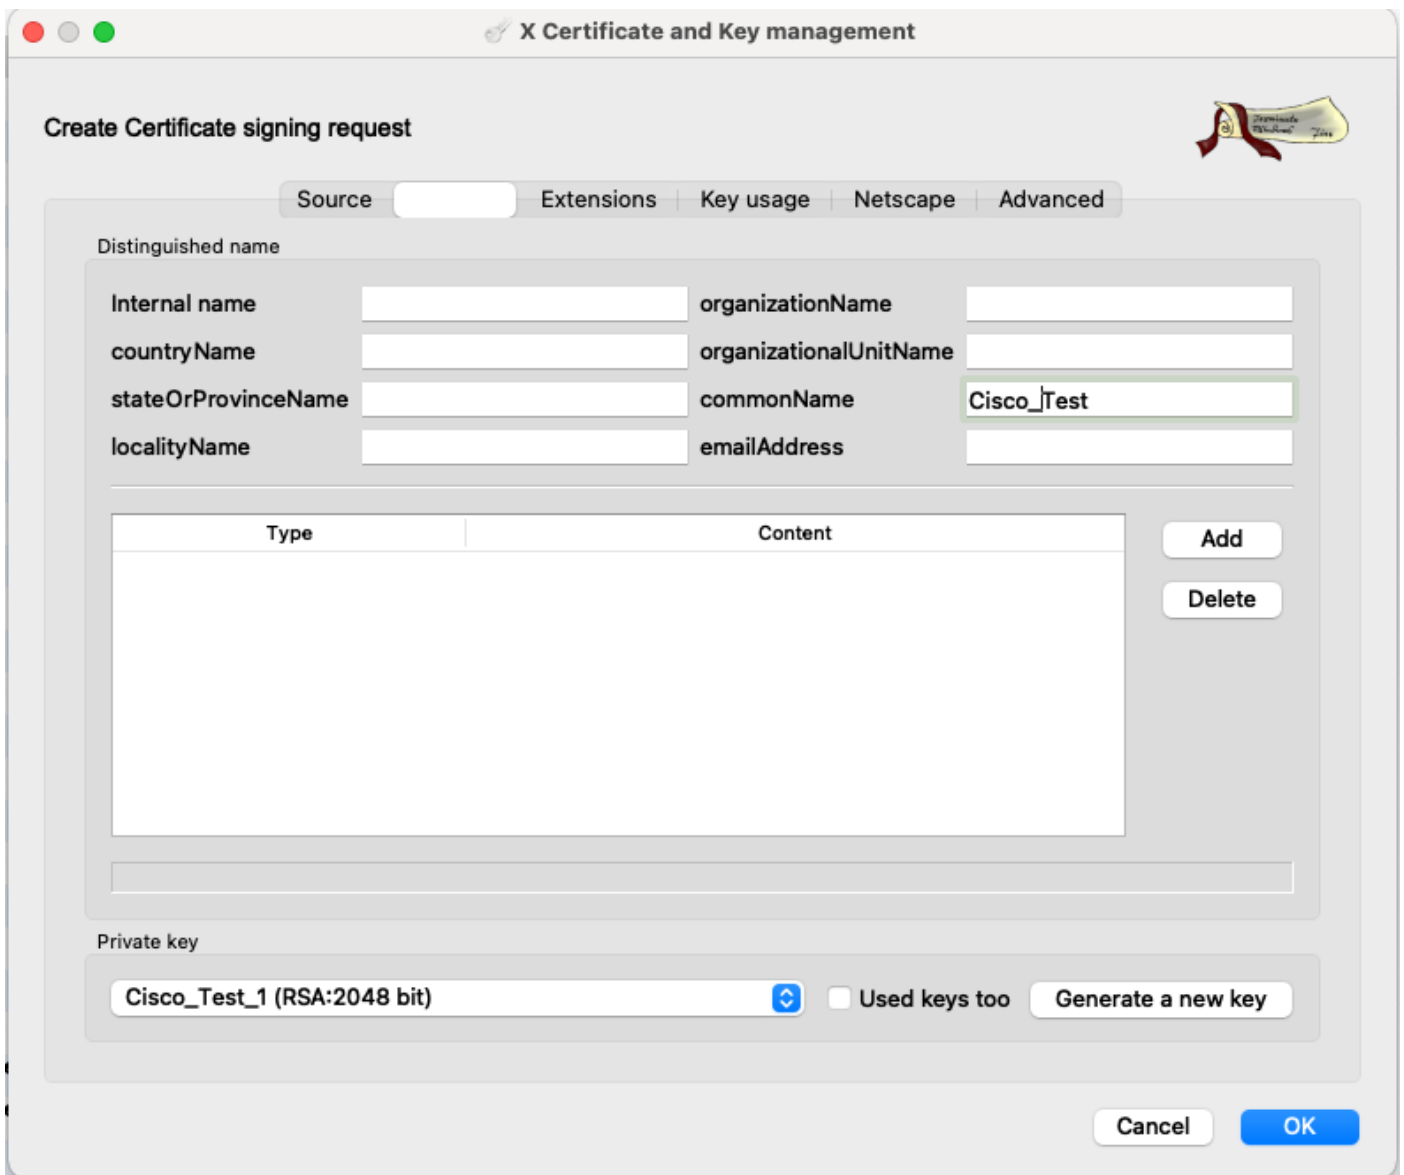 X Certificate and Key management
Create Certificate signing request
Source Extensions Key usage Netscape Advanced
Distinguished name
Internal name organizationName
countryName organizationalUnitName
stateOrProvinceName commonName Cisco_Test
localityName emailAddress
Type Content
Add
Delete
Private key
Cisco_Test_1 (RSA:2048 bit) Used keys too Generate a new key
Cancel OK